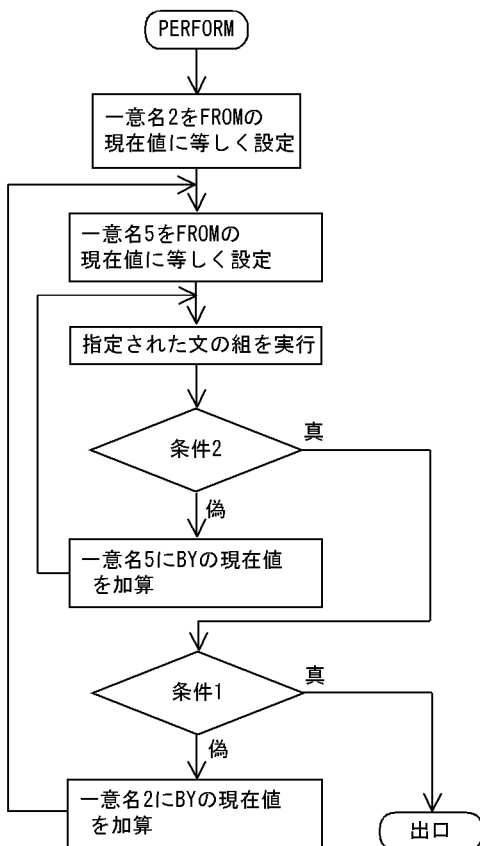 PERFORM
一意名2をFROMの
現在値に等しく設定
一意名5をFROMの
現在値に等しく設定
指定された文の組を実行
条件2
真
偽
一意名5にBYの現在値
を加算
条件1
真
偽
一意名2にBYの現在値
を加算
出口